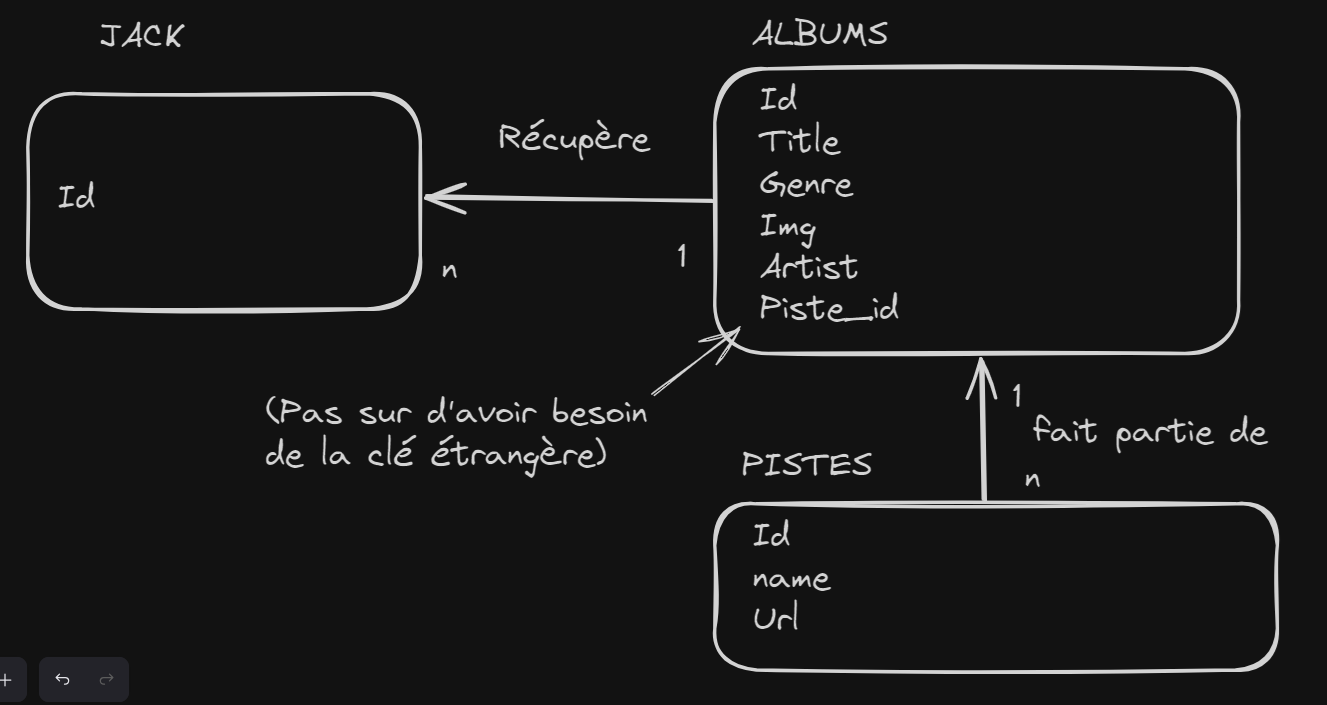 JACK
Id
Récupère
n
1
ALBUMS
Id
Title
Genre
Img
Artist
Piste_id
(Pas sur d'avoir besoin
de la clé étrangère)
1
fait partie de
n
PISTES
Id
name
Url